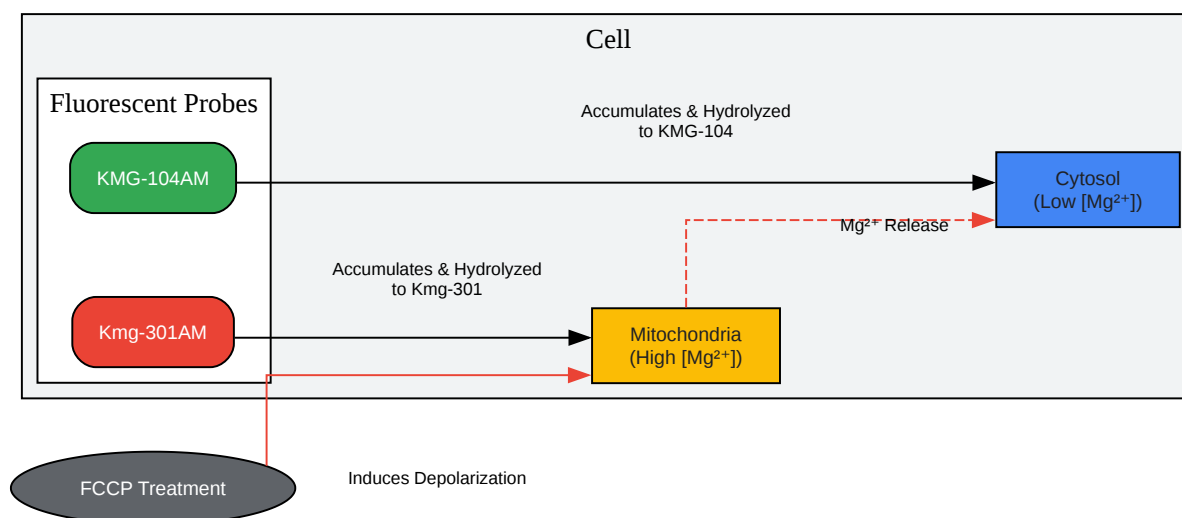 Cell
Fluorescent Probes
Accumulates & Hydrolyzed
to KMG-104
KMG-104AM
Cytosol
(Low [Mg²⁺])
Mg²⁺ Release
Accumulates & Hydrolyzed
to Kmg-301
Kmg-301AM
Mitochondria
(High [Mg²⁺])
FCCP Treatment
Induces Depolarization